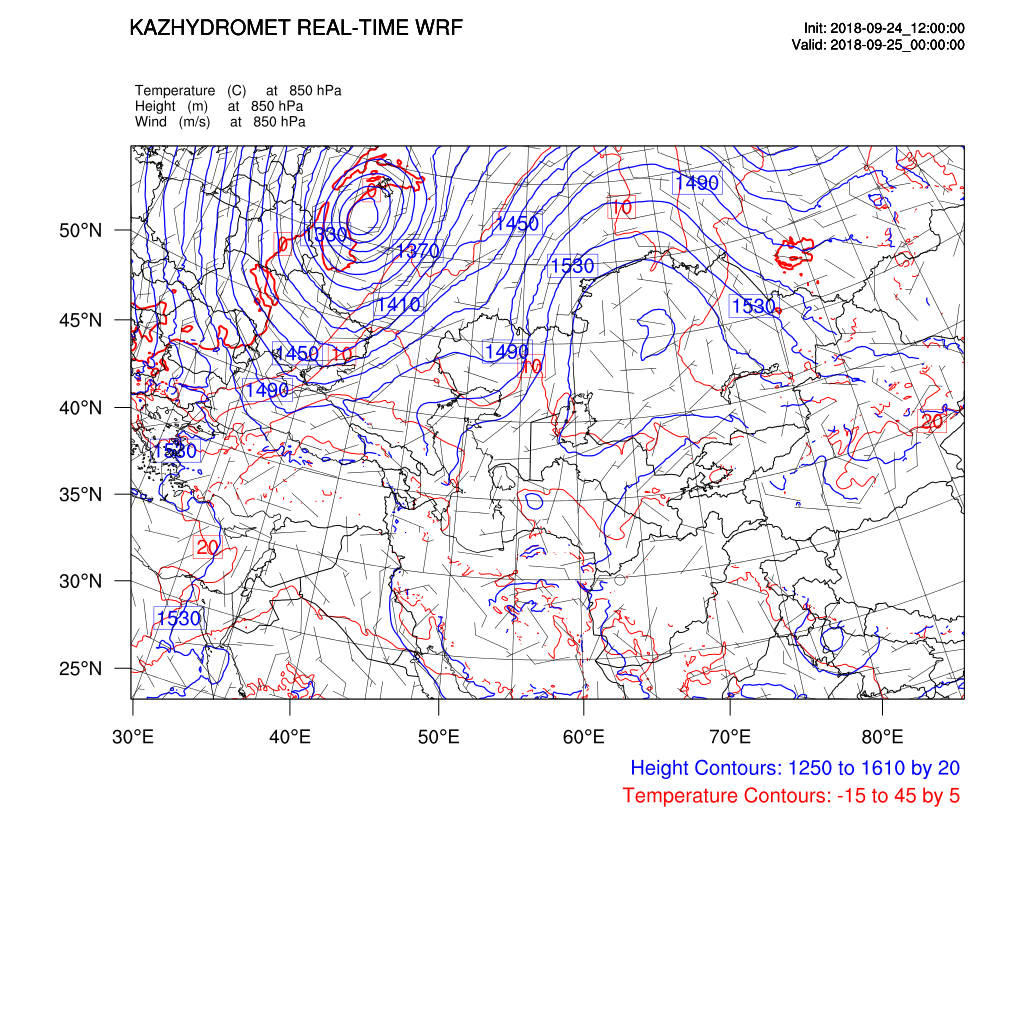 KAZHYDROMET REAL-TIME WRF
Init: 2018-09-24_12:00:00
Valid: 2018-09-25_00:00:00
Temperature (C) at 850 hPa
Height (m) at 850 hPa
Wind (m/s) at 850 hPa
0
1490
10
50°N
1450
1330
0
1370
1530
1410
1530
45°N
1450
10
1490
10
1490
40°N
20
1530
35°N
20
30°N
1530
25°N
30°E 40°E 50°E 60°E 70°E 80°E
Height Contours: 1250 to 1610 by 20
Temperature Contours: -15 to 45 by 5